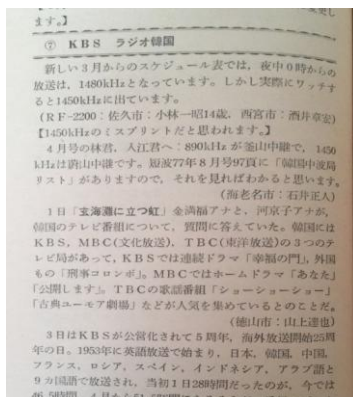 ます。】
⑦ KBS ラジオ韓国
新しい3月からのスケジュール表では，夜中0時からの
放送は，1480kHzとなっています。しかし実際にワッチす
ると1450kHzに出ています。
(RF-2200：佐久市：小林一昭14歳，西宮市：酒井章宏)
【1450kHzのミスプリントだと思われます。】
4月号の林君，入江君へ：890kHzが釜山中継で，1450
kHzは蔚山中継です。短波77年8月号97頁に「韓国中波局
リスト」がありますので，それを見ればわかると思います。
(海老名市：石井正人)
1日「玄海灘に立つ虹」金満福アナと，河京子アナが，
韓国のテレビ番組について，質問に答えていた。韓国には
KBS，MBC(文化放送)，TBC(東洋放送)の3つのテ
レビ局があって，KBSでは連続ドラマ「幸福の門」，外国
もの「刑事コロンボ」。MBCではホームドラマ「あなた」
「公開します」。TBCの歌謡番組「ショーショーショー」
「古典ユーモア劇場」などが人気を集めているとのことだ。
(徳山市：山上達也)
3日はKBSが公営化されて5周年，海外放送開始25周
年の日。1953年に英語放送で始まり，日本，韓国，中国，
フランス，ロシア，スペイン，インドネシア，アラブ語と
9カ国語で放送され，当初1日28時間だったのが，今では